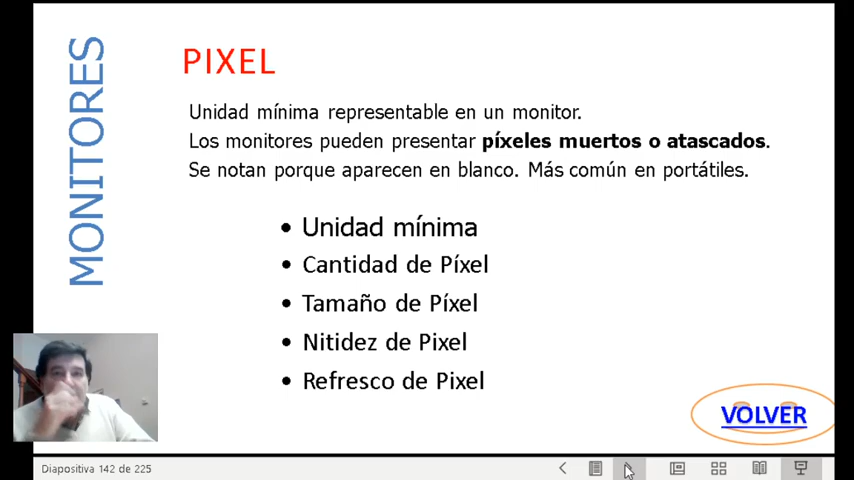 MONITORES
PIXEL
Unidad mínima representable en un monitor.
Los monitores pueden presentar píxeles muertos o atascados.
Se notan porque aparecen en blanco. Más común en portátiles.
• Unidad mínima
• Cantidad de Píxel
• Tamaño de Píxel
• Nitidez de Pixel
• Refresco de Pixel
VOLVER
Diapositiva 142 de 225